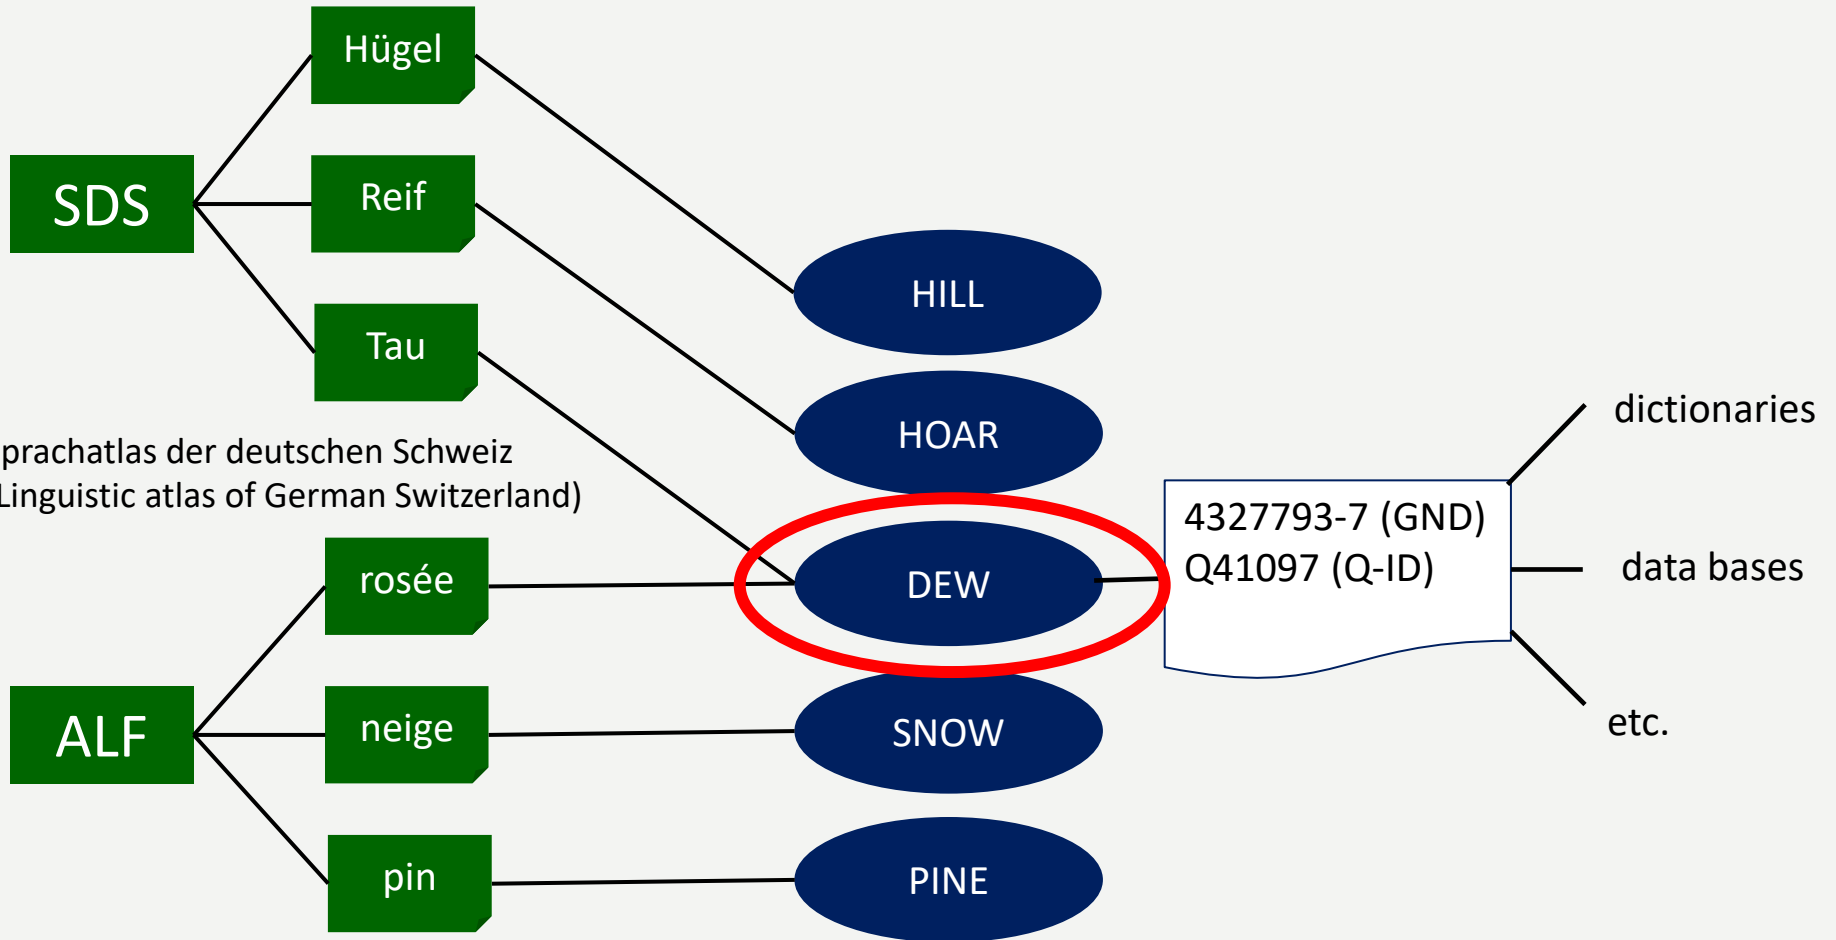 Hügel
SDS
Reif
Tau
prachatlas der deutschen Schweiz
Linguistic atlas of German Switzerland)
HILL
HOAR
rosée
DEW
ALF
neige
SNOW
pin
PINE
4327793-7 (GND)
Q41097 (Q-ID)
dictionaries
data bases
etc.